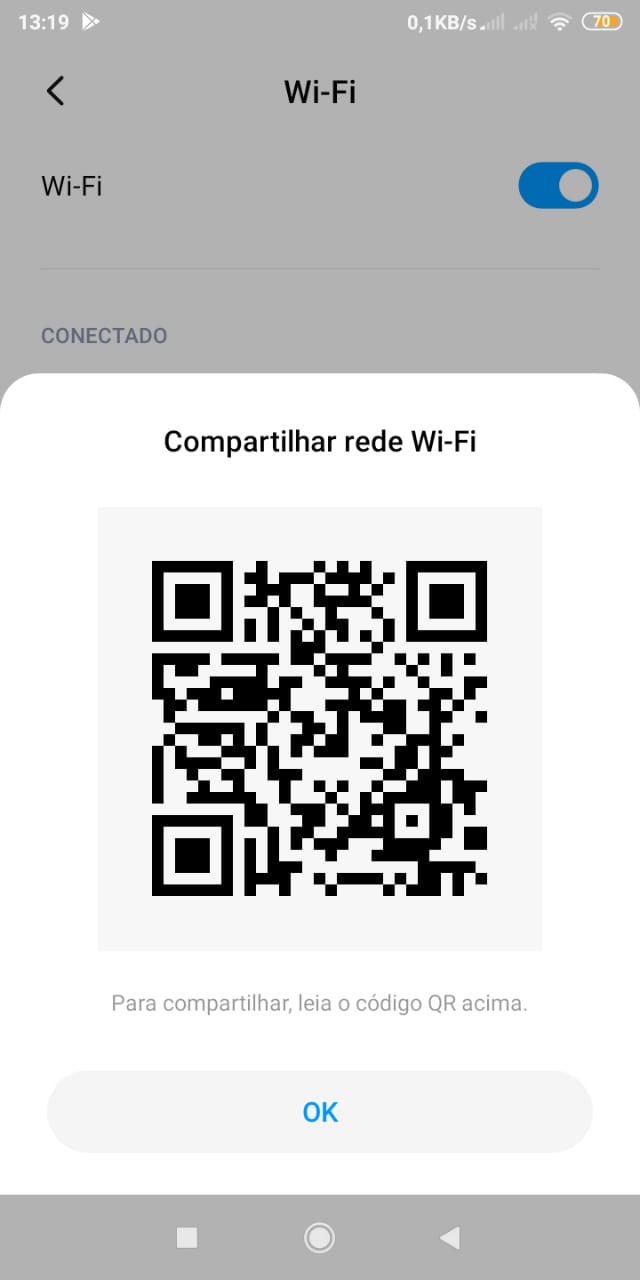 13:19
0,1KB/s
70
Wi-Fi
Wi-Fi
CONECTADO
Compartilhar rede Wi-Fi
Para compartilhar, leia o código QR acima.
OK